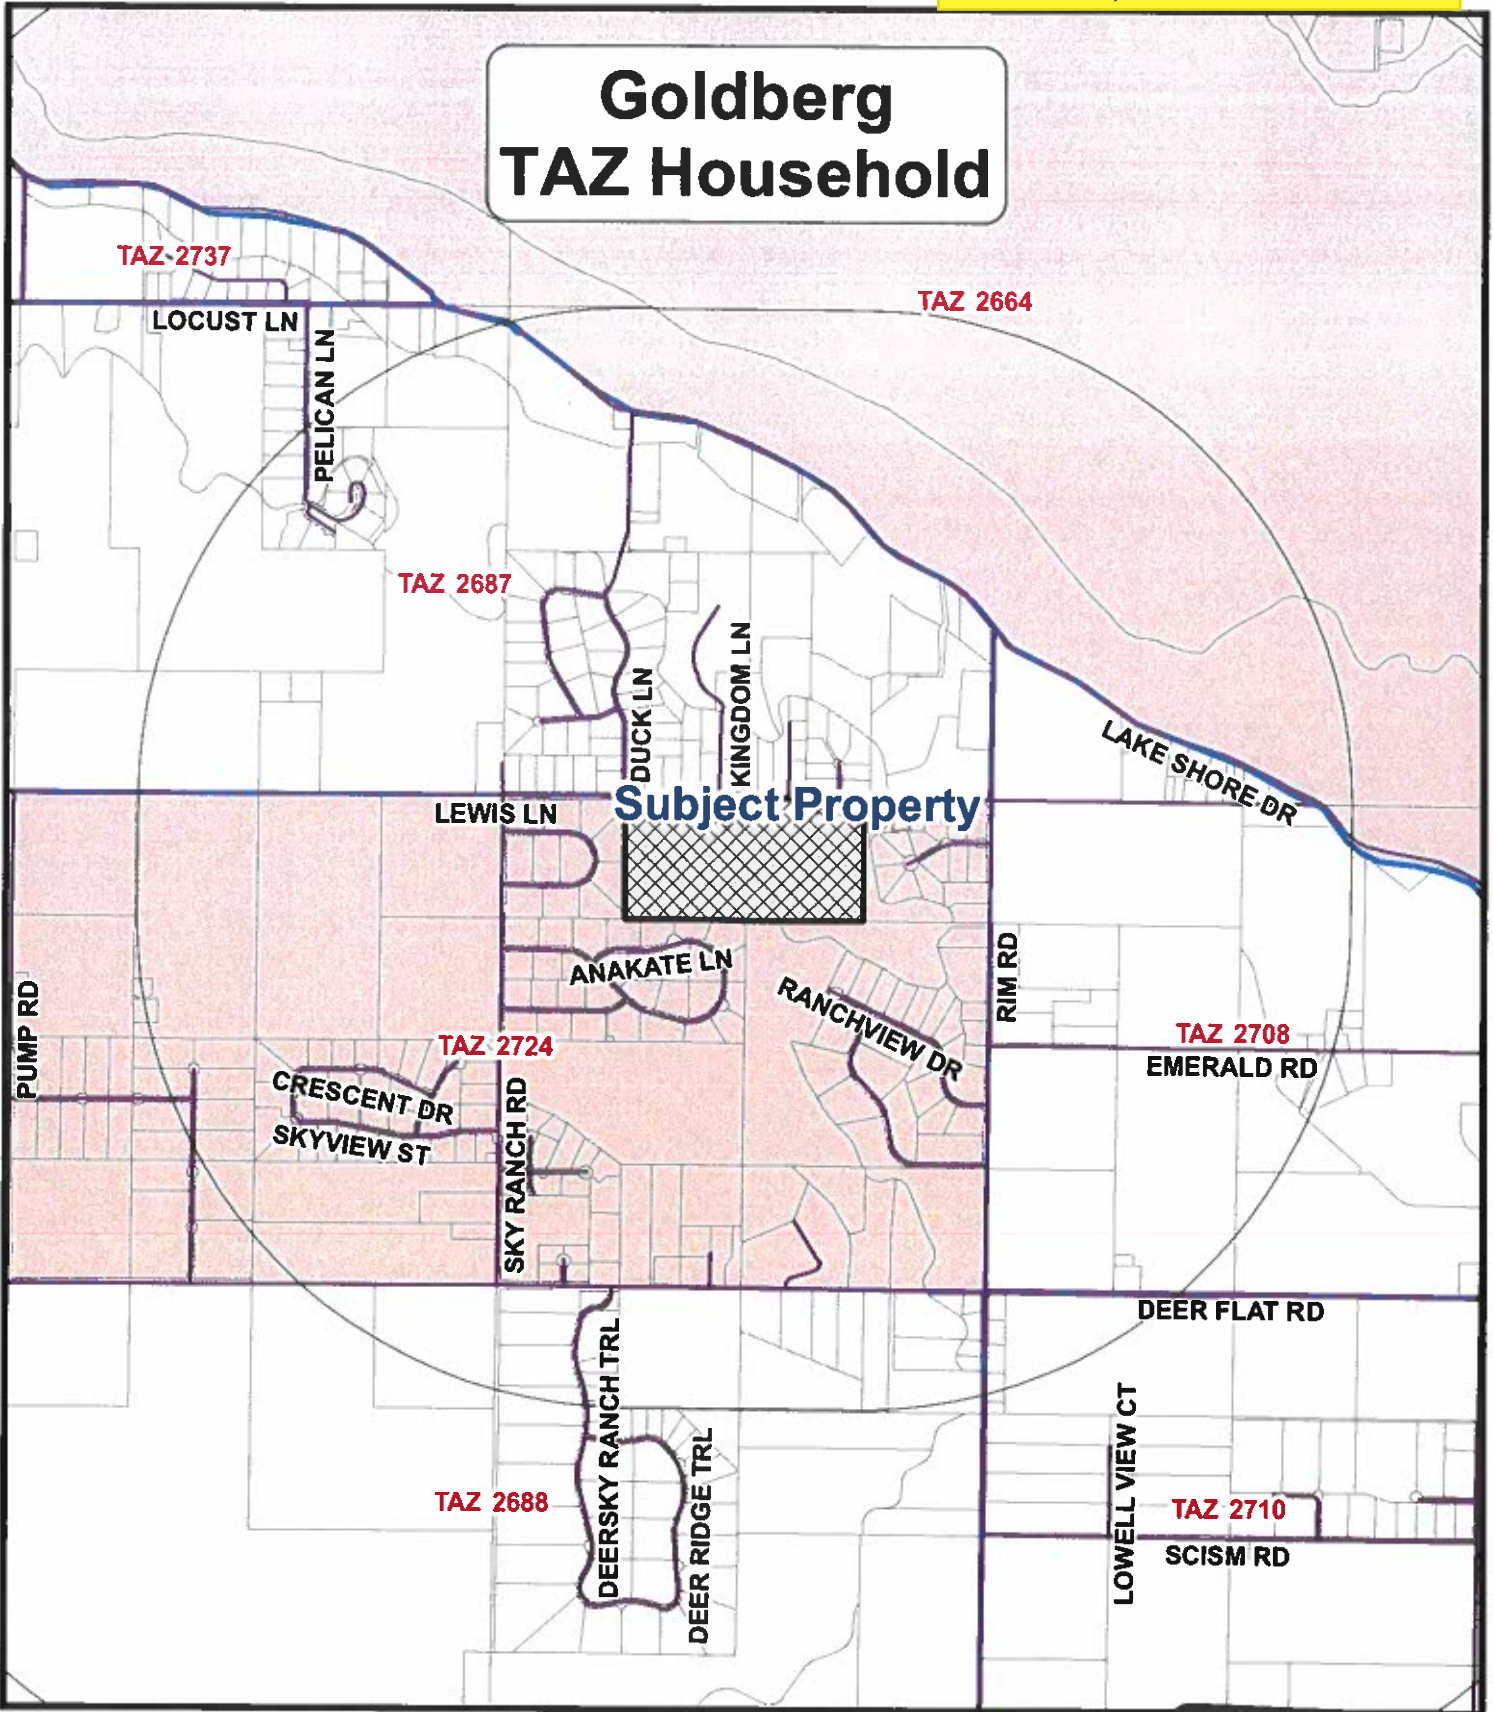 Goldberg
TAZ Household
TAZ 2737
LOCUST LN
TAZ 2664
PELICAN LN
TAZ 2687
DUCK LN
KINGDOM LN
LAKE SHORE DR
LEWIS LN
Subject Property
ANAKATE LN
RANCHVIEW DR
RIM RD
PUMP RD
TAZ 2724
TAZ 2708
EMERALD RD
CRESCENT DR
SKYVIEW ST
SKY RANCH RD
DEER FLAT RD
DEERSKY RANCH TRL
DEER RIDGE TRL
LOWELL VIEW CT
TAZ 2688
TAZ 2710
SCISM RD